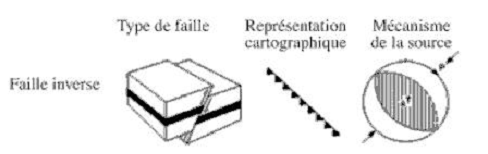 Type de faille
Représentation
cartographique
Mécanisme
de la source
Faille inverse
P